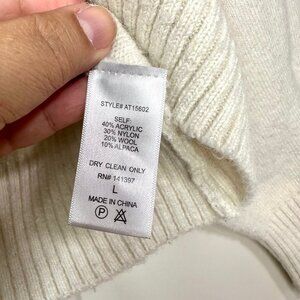 STYLE# AT15602
SELF:
40% ACRYLIC
30% NYLON
20% WOOL
10% ALPACA
DRY CLEAN ONLY
RN# 141397
L
MADE IN CHINA
P